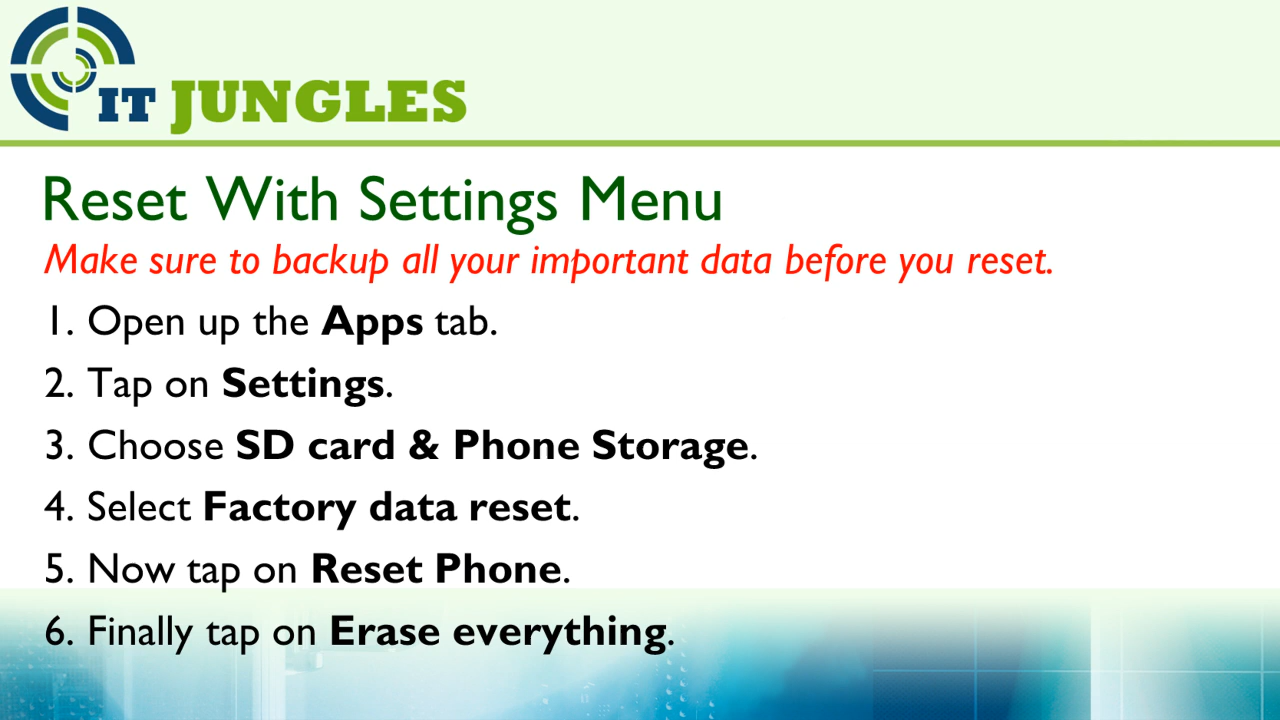 IT JUNGLES
Reset With Settings Menu
Make sure to backup all your important data before you reset.
1. Open up the Apps tab.
2. Tap on Settings.
3. Choose SD card & Phone Storage.
4. Select Factory data reset.
5. Now tap on Reset Phone.
6. Finally tap on Erase everything.